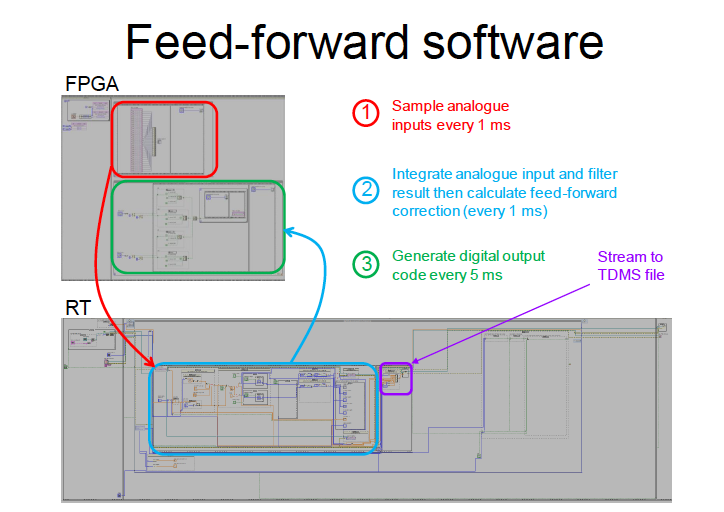 Feed-forward software
FPGA
1 Sample analogue
inputs every 1 ms
2 Integrate analogue input and filter
result then calculate feed-forward
correction (every 1 ms)
3 Generate digital output
code every 5 ms
Stream to
TDMS file
RT